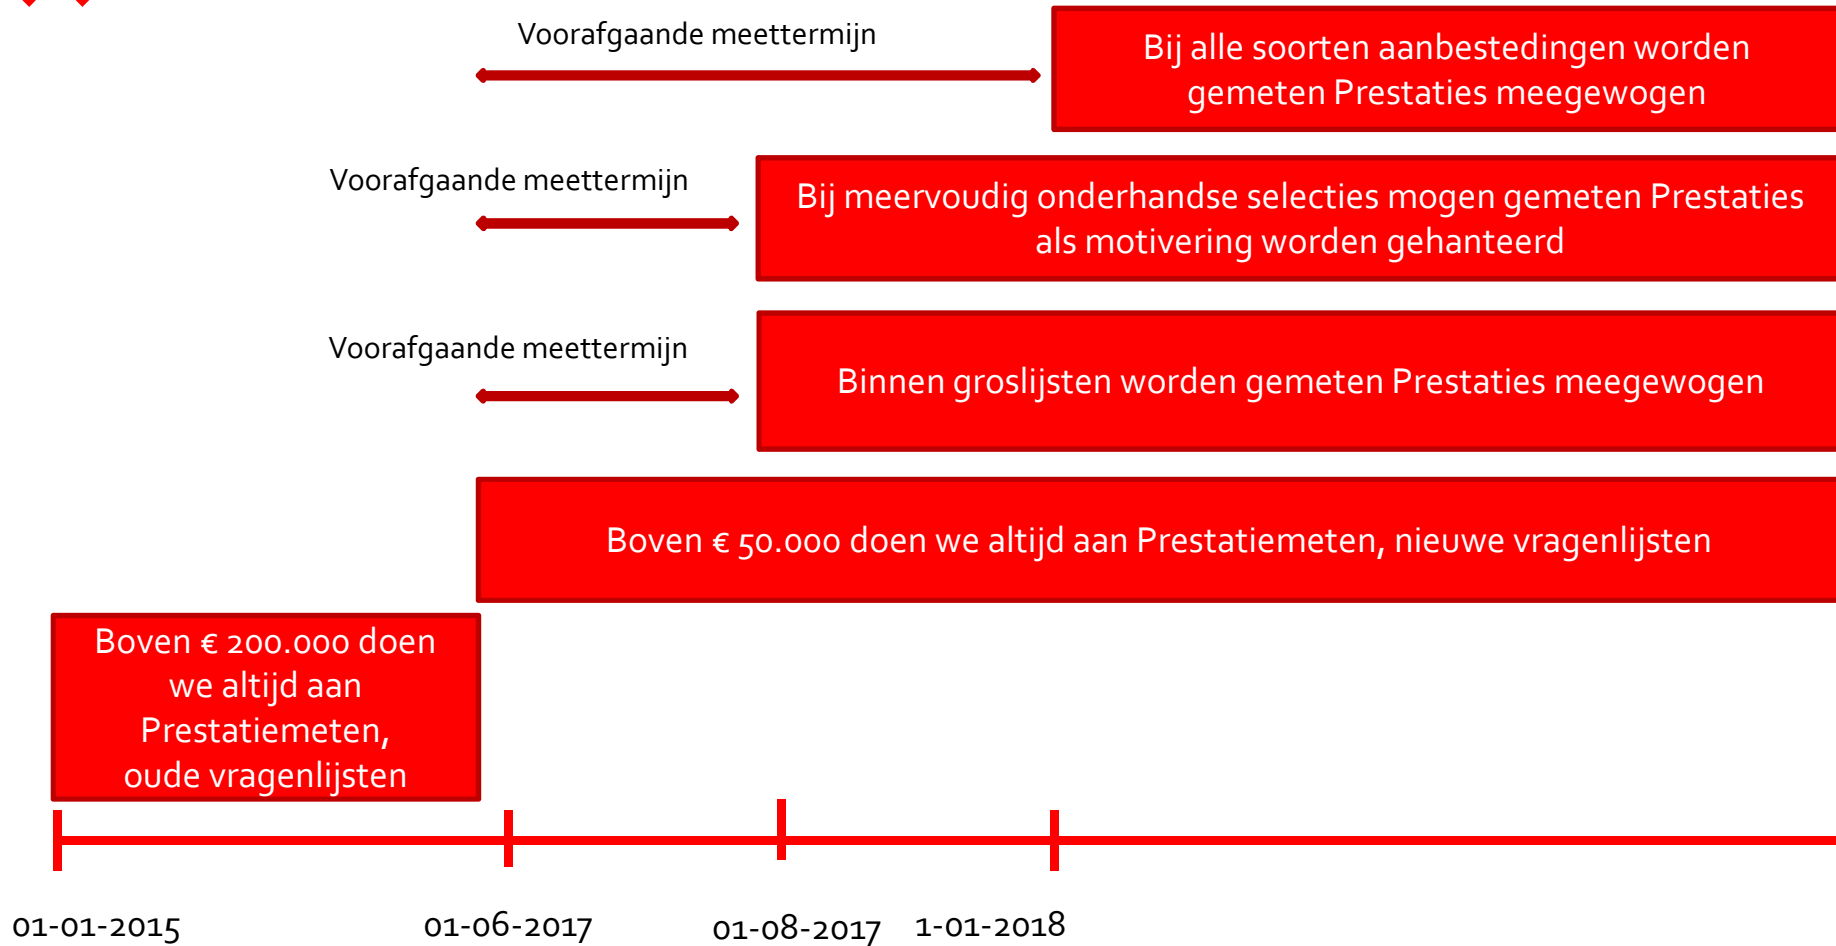 Voorafgaande meettermijn
Bij alle soorten aanbestedingen worden
gemeten Prestaties meegewogen
Voorafgaande meettermijn
Bij meervoudig onderhandse selecties mogen gemeten Prestaties
als motivering worden gehanteerd
Voorafgaande meettermijn
Binnen groslijsten worden gemeten Prestaties meegewogen
Boven € 50.000 doen we altijd aan Prestatiemeten, nieuwe vragenlijsten
Boven € 200.000 doen
we altijd aan
Prestatiemeten,
oude vragenlijsten
01-01-2015
01-06-2017
01-08-2017
1-01-2018